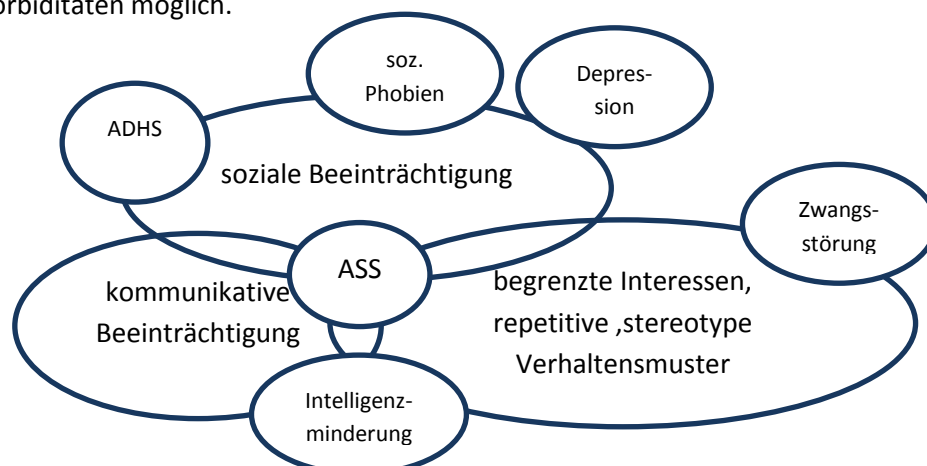 orbiditäten möglich.
soz.
Phobien
Depres-
sion
ADHS
soziale Beeinträchtigung
Zwangs-
störung
ASS
kommunikative
Beeinträchtigung
begrenzte Interessen,
repetitive ,stereotype
Verhaltensmuster
Intelligenz-
minderung